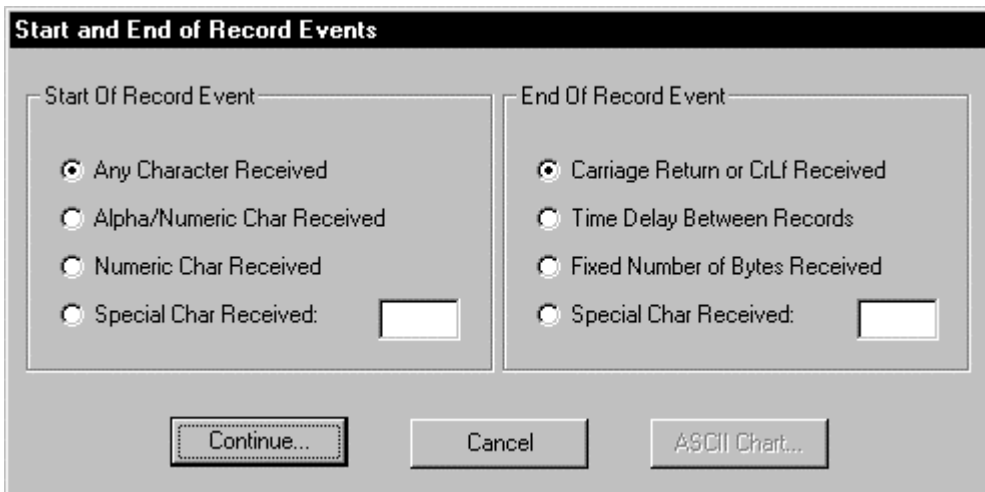 Start and End of Record Events
Start Of Record Event
Any Character Received
Alpha/Numeric Char Received
Numeric Char Received
Special Char Received:
End Of Record Event
Carriage Return or CrLf Received
Time Delay Between Records
Fixed Number of Bytes Received
Special Char Received:
Continue...
Cancel
ASCII Chart...